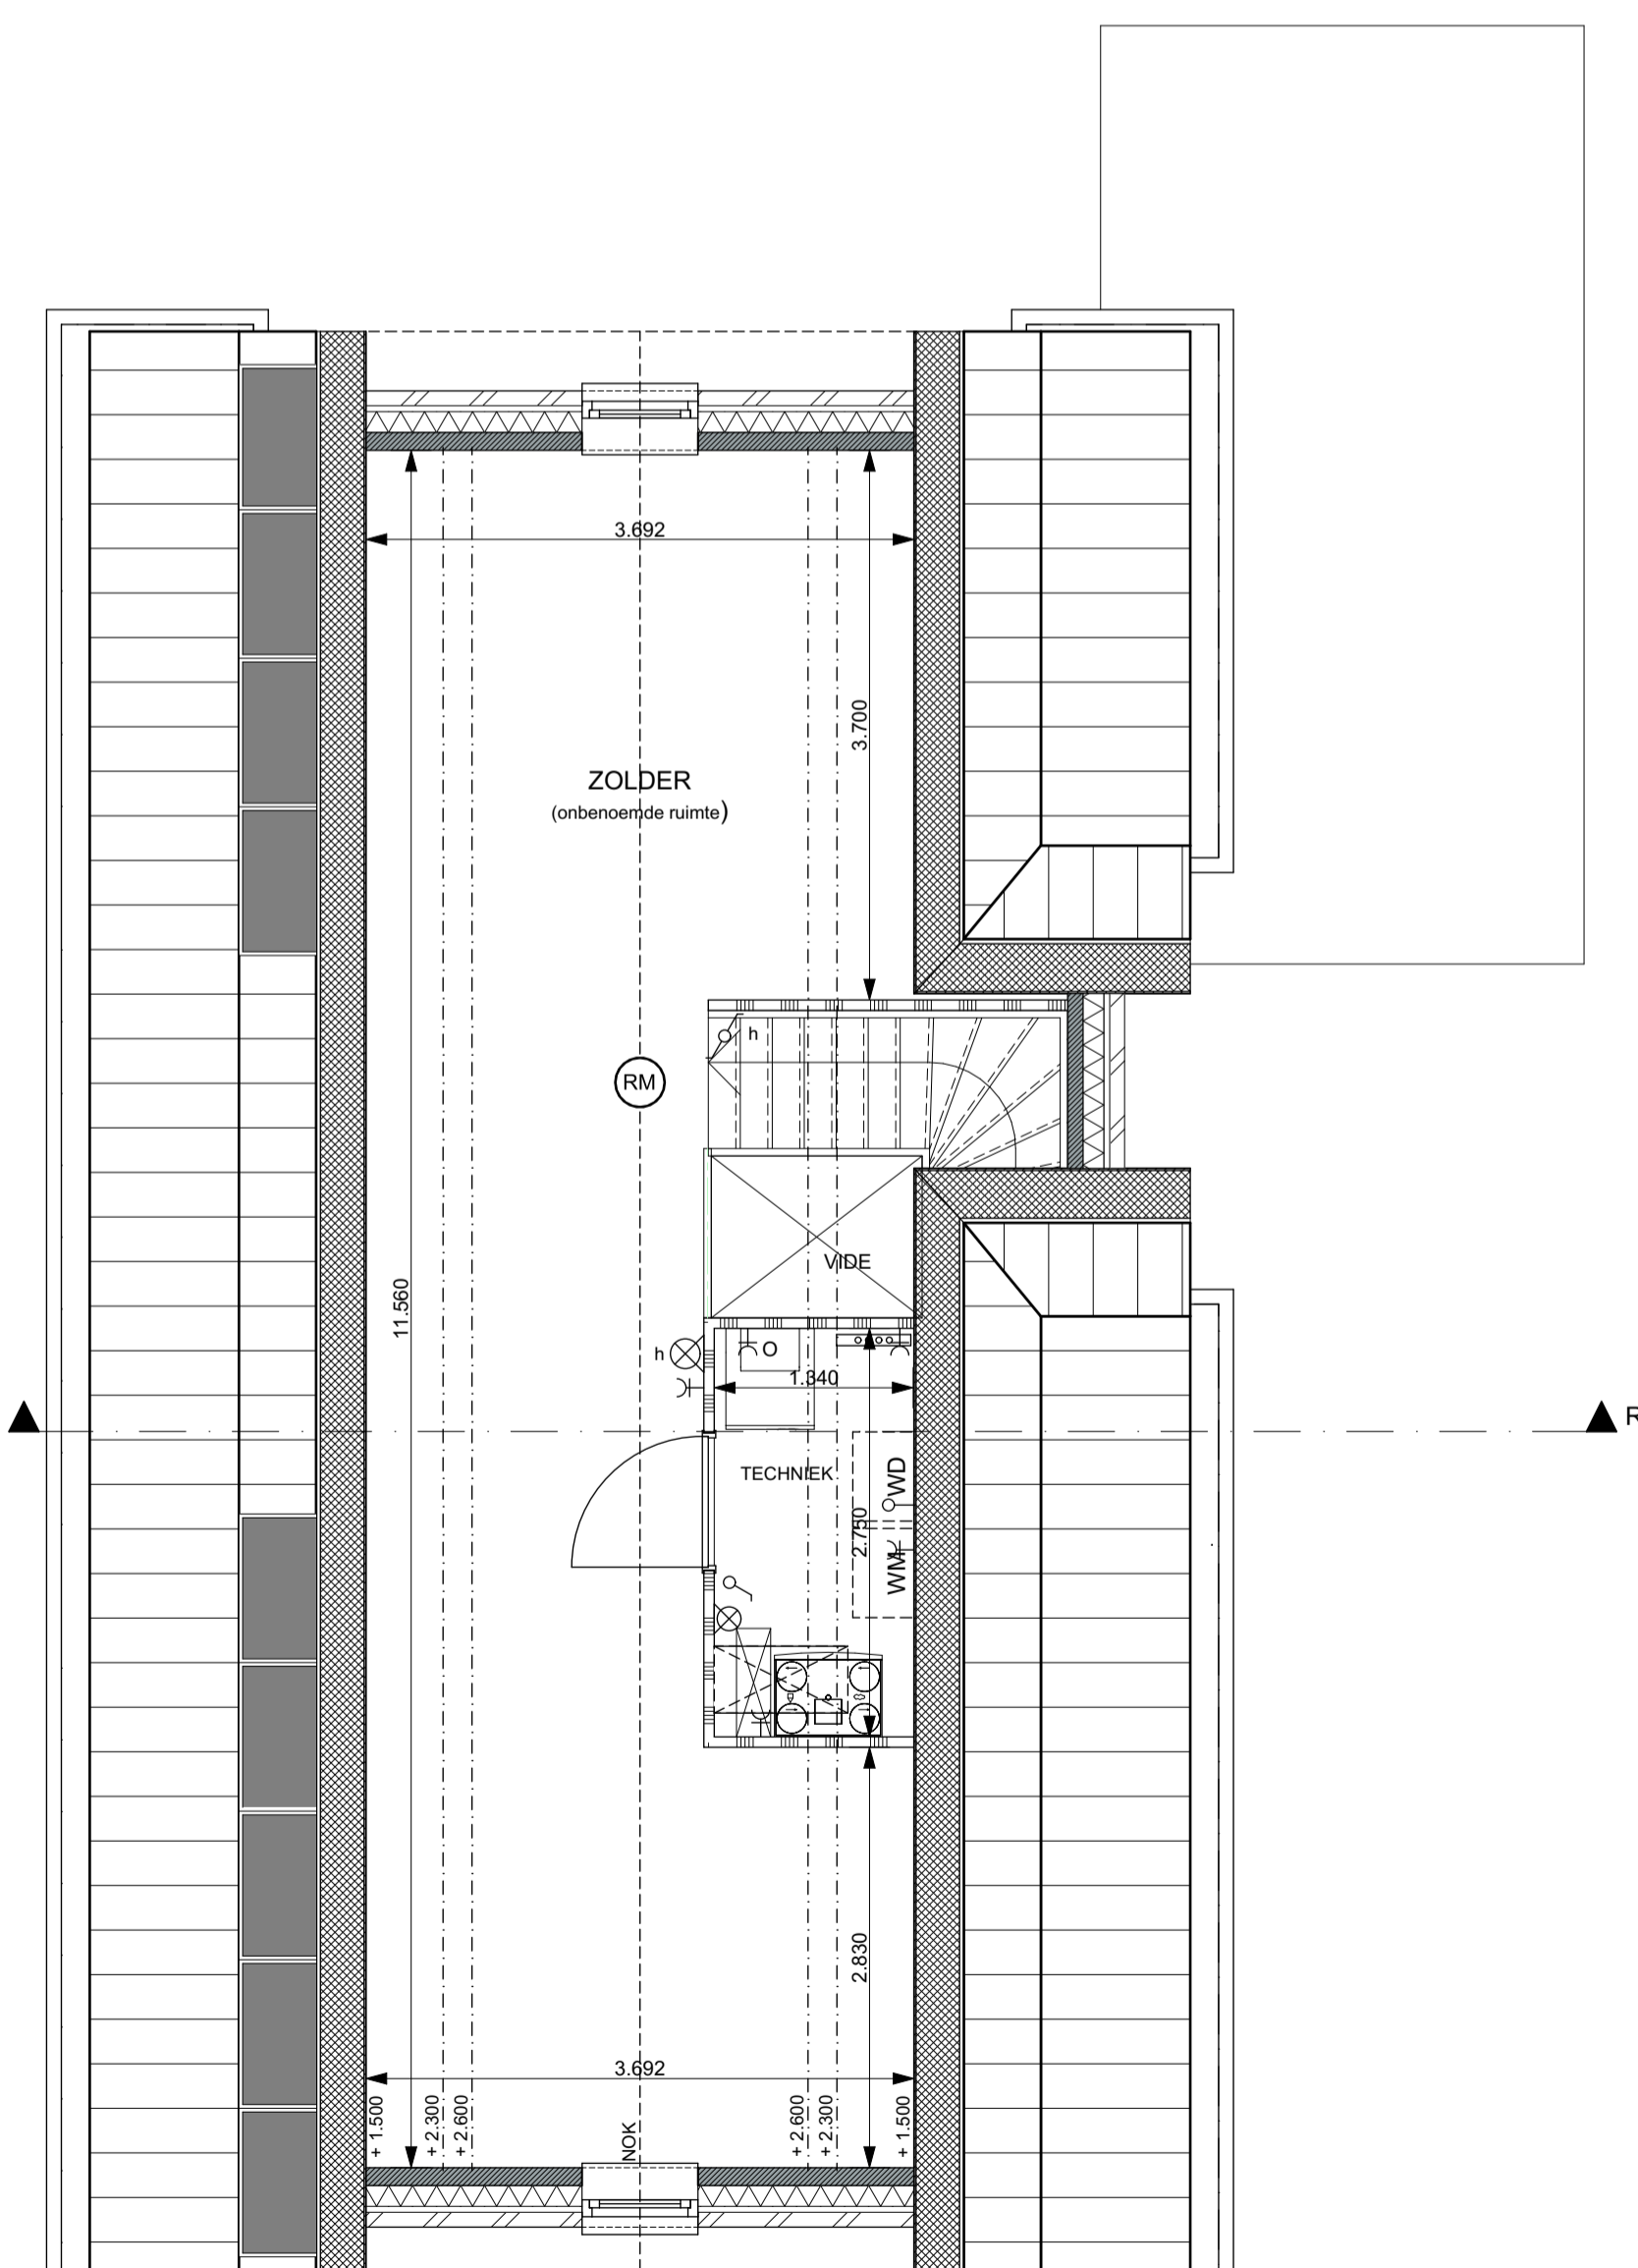 3.692
3.700
ZOLDER
(onbenoemde ruimte)
h
RM
VIDE
11.560
h
O
1.340
R
TECHNIEK
WD
2.750
WM
2.830
3.692
+ 1.500
+ 2.300
+ 2.600
NOK
+ 2.600
+ 2.300
+ 1.500